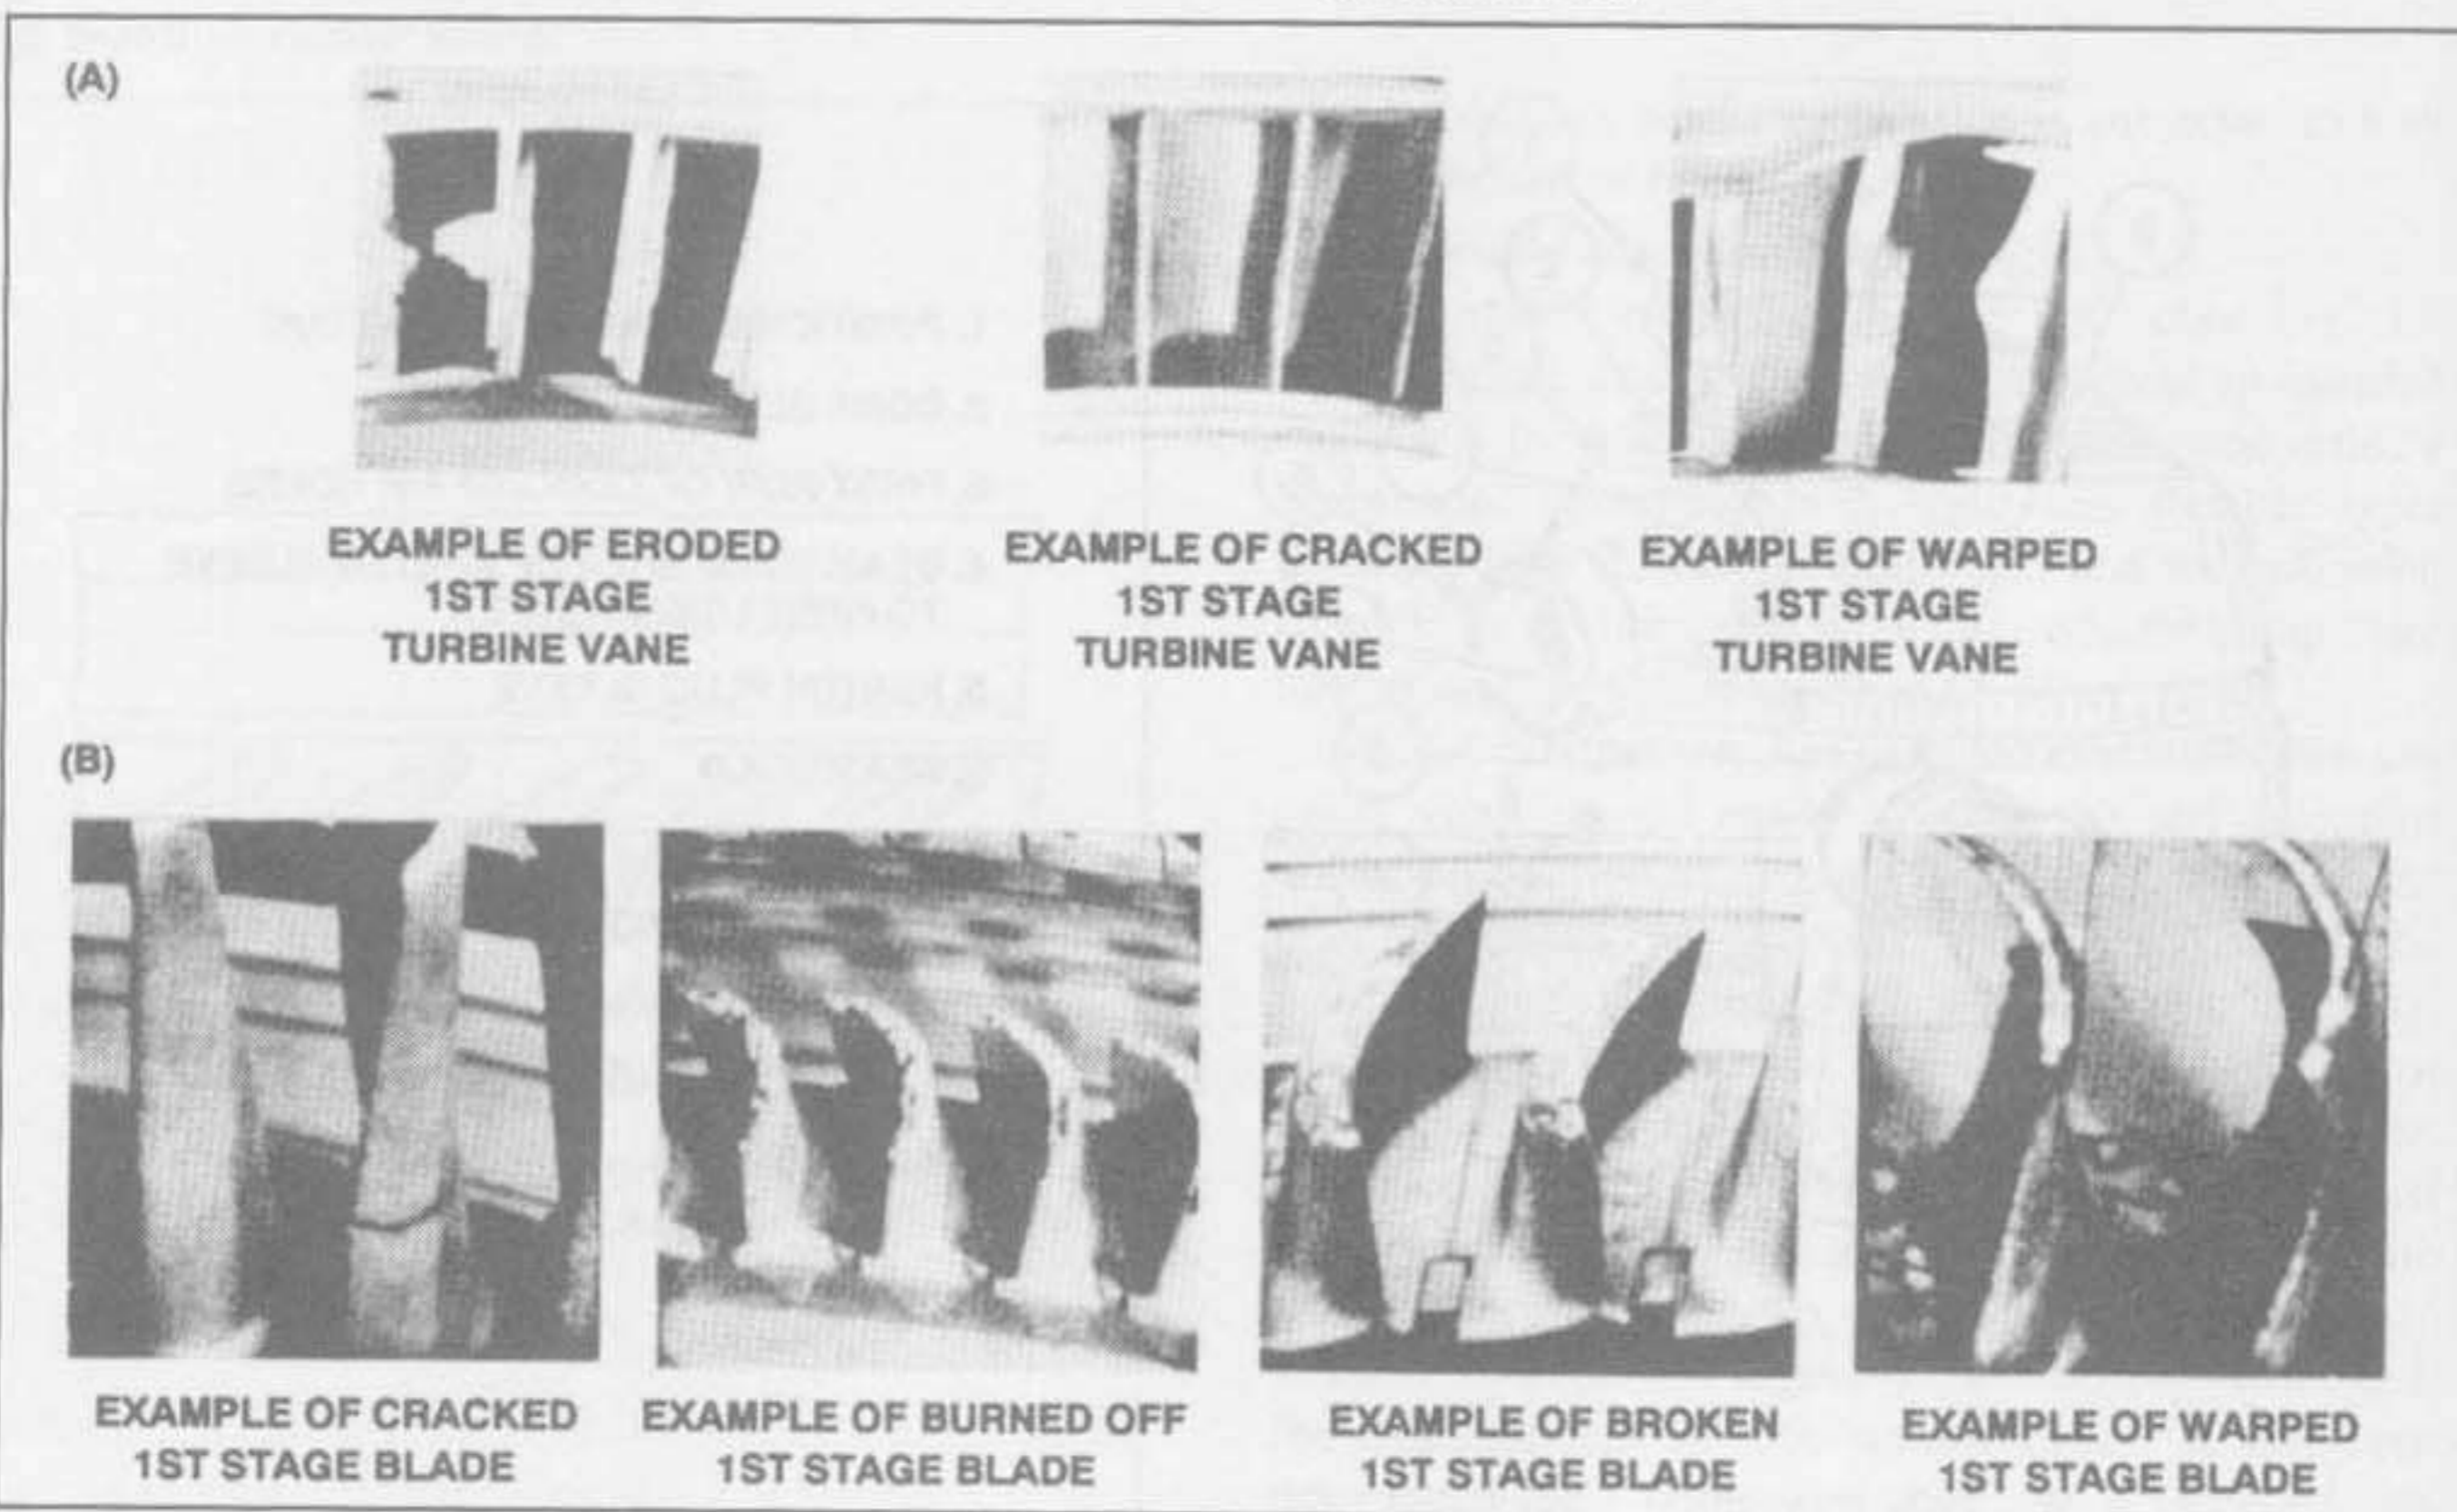 (A)
EXAMPLE OF ERODED
1ST STAGE
TURBINE VANE
EXAMPLE OF CRACKED
1ST STAGE
TURBINE VANE
EXAMPLE OF WARPED
1ST STAGE
TURBINE VANE
(B)
EXAMPLE OF CRACKED
1ST STAGE BLADE
EXAMPLE OF BURNED OFF
1ST STAGE BLADE
EXAMPLE OF BROKEN
1ST STAGE BLADE
EXAMPLE OF WARPED
1ST STAGE BLADE